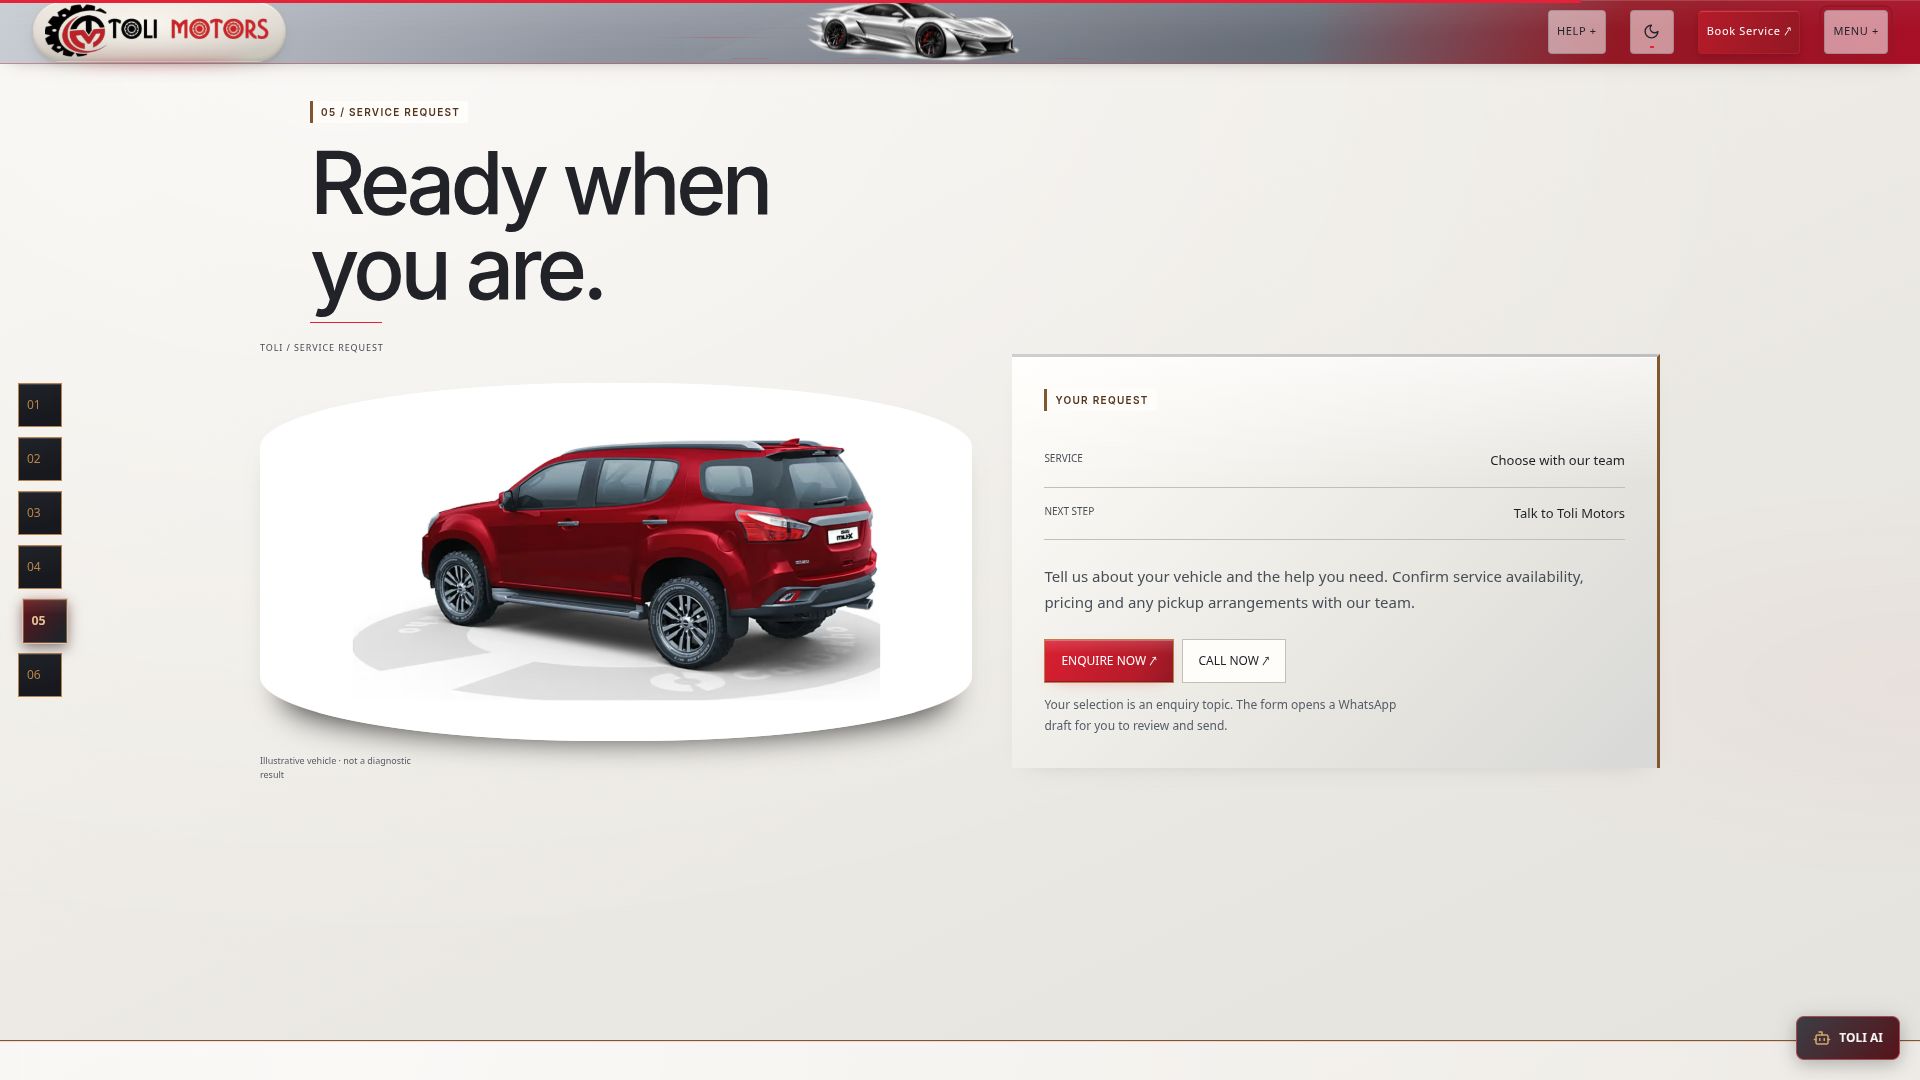 TOLI MOTORS
HELP +
Book Service ↗
MENU +
05 / SERVICE REQUEST
Ready when
you are.
TOLI / SERVICE REQUEST
01
02
03
04
05
06
mu-X
Illustrative vehicle · not a diagnostic
result
YOUR REQUEST
SERVICE
Choose with our team
NEXT STEP
Talk to Toli Motors
Tell us about your vehicle and the help you need. Confirm service availability,
pricing and any pickup arrangements with our team.
ENQUIRE NOW ↗
CALL NOW ↗
Your selection is an enquiry topic. The form opens a WhatsApp
draft for you to review and send.
TOLI AI